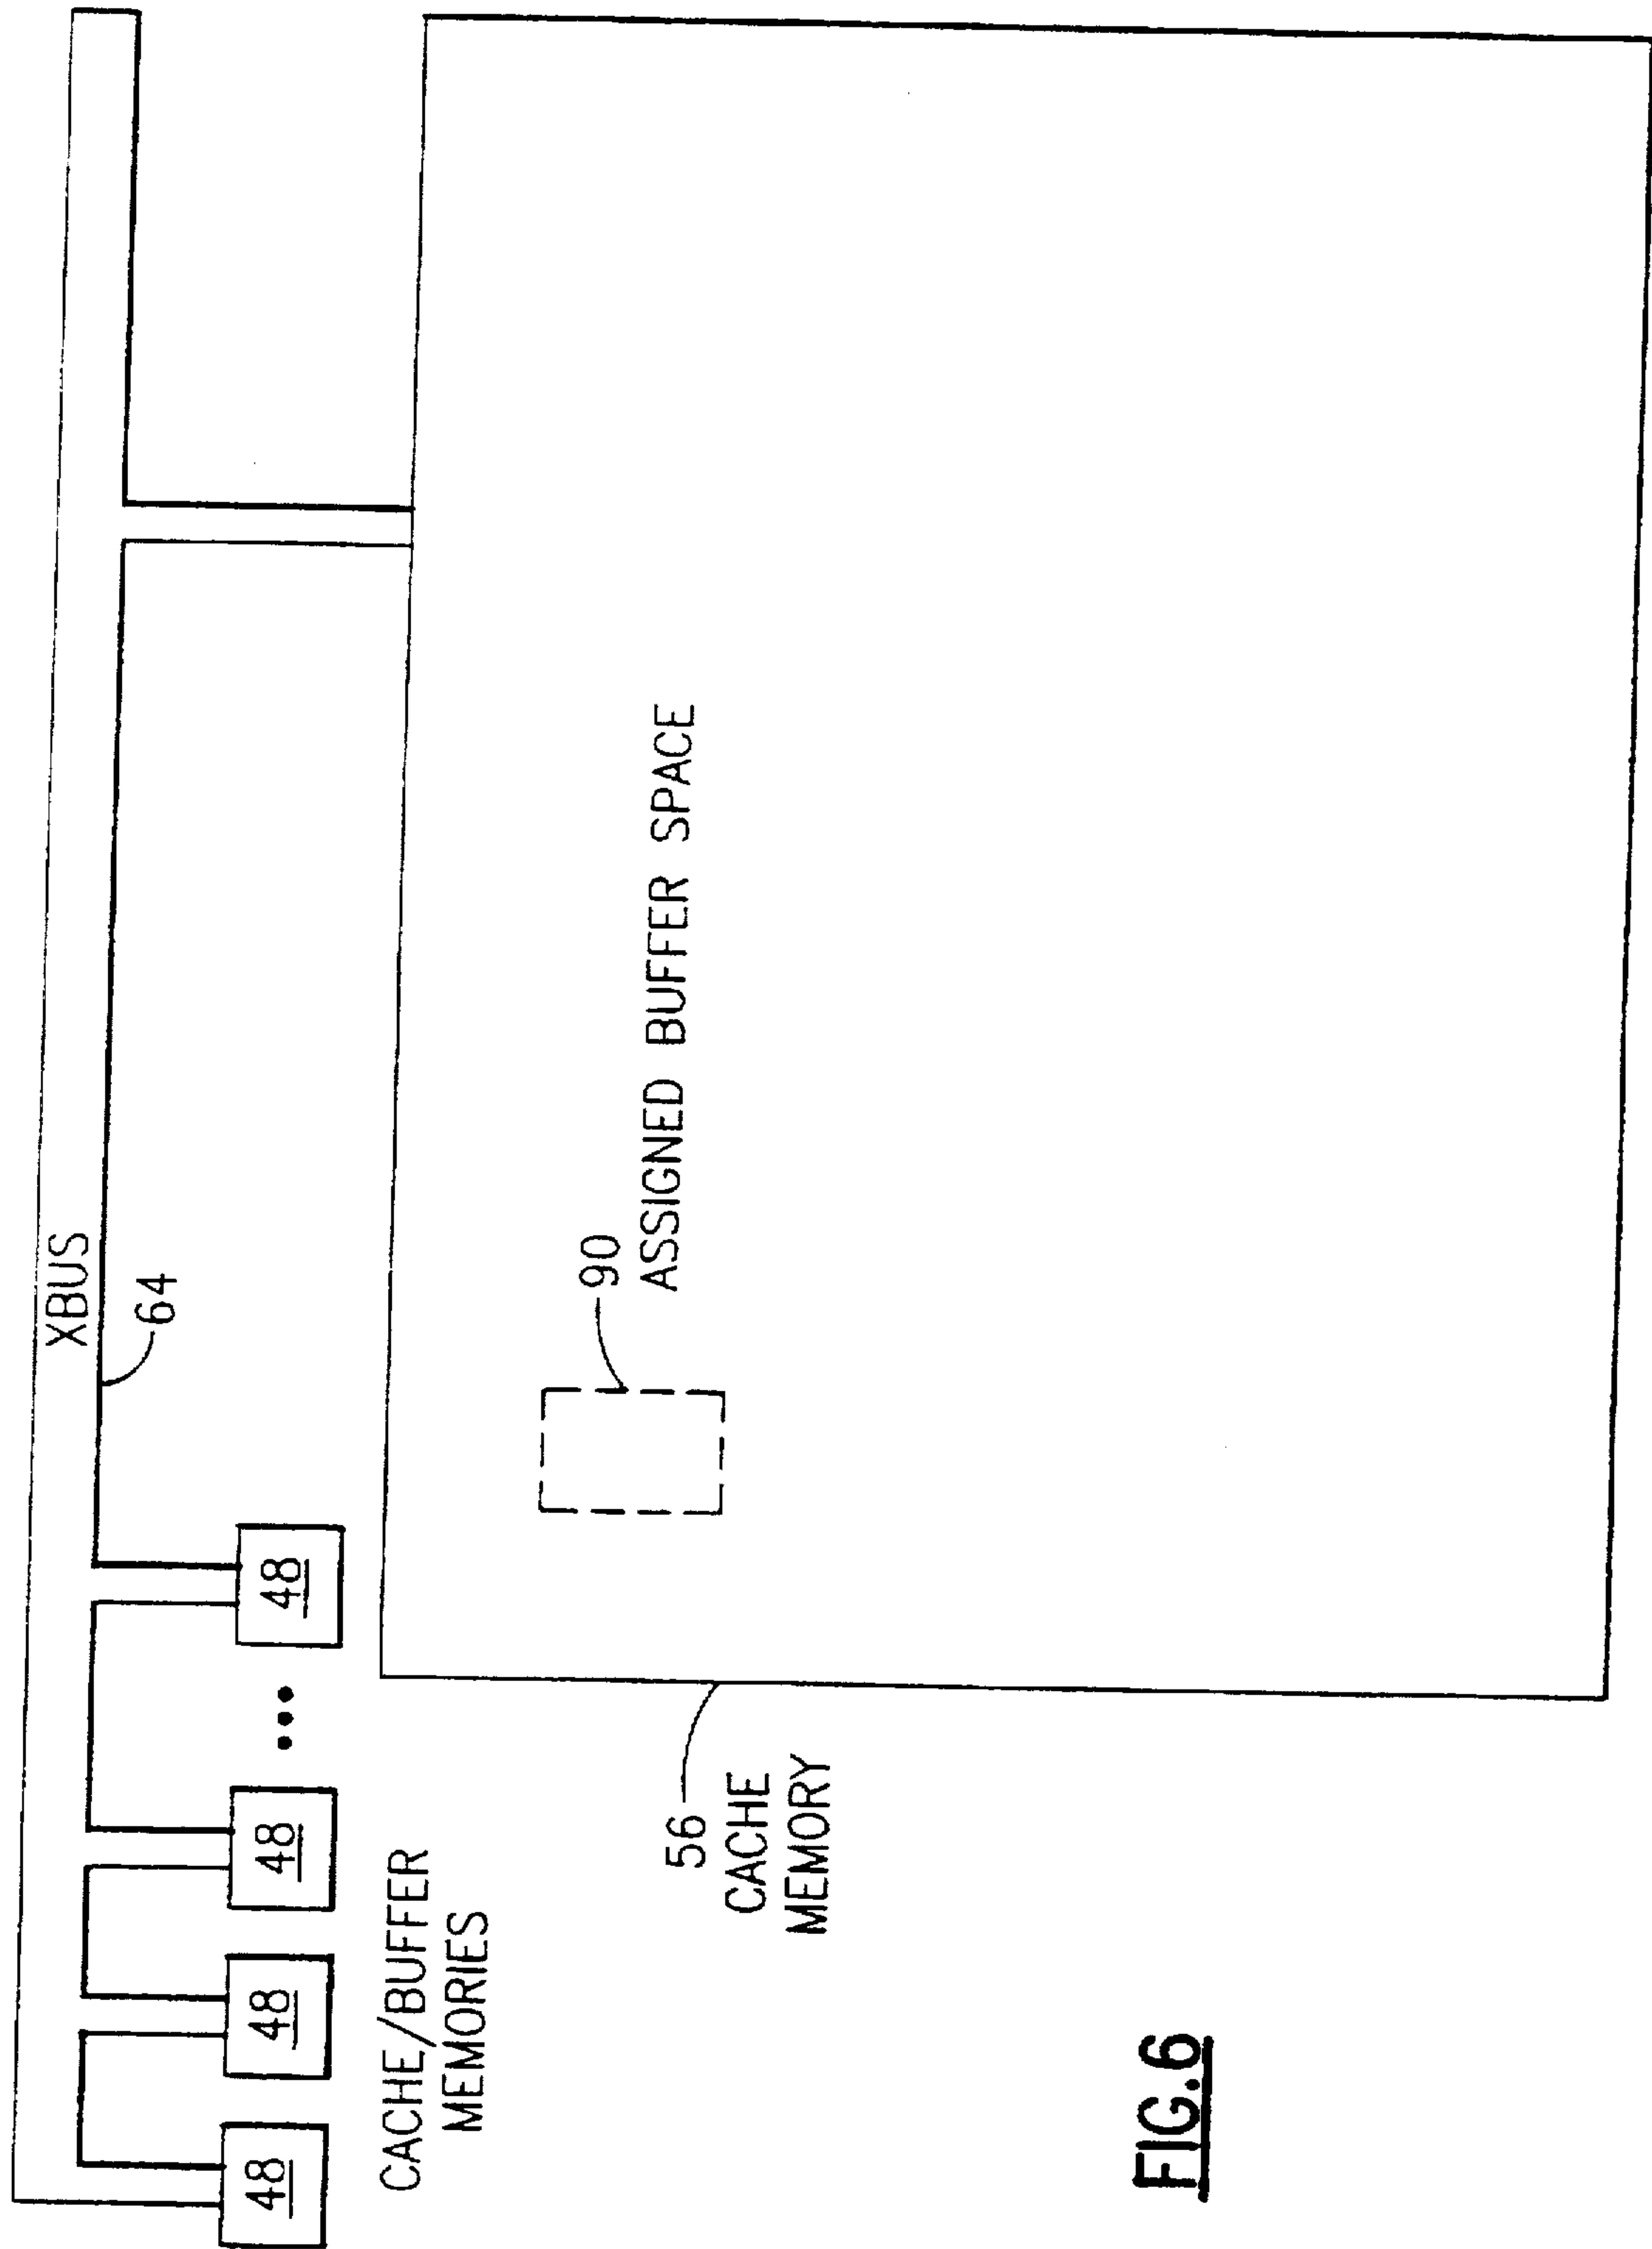 XBUS
64
48
48
48
•••
48
CACHE/BUFFER
MEMORIES
90
ASSIGNED BUFFER SPACE
56
CACHE
MEMORY
FIG.6